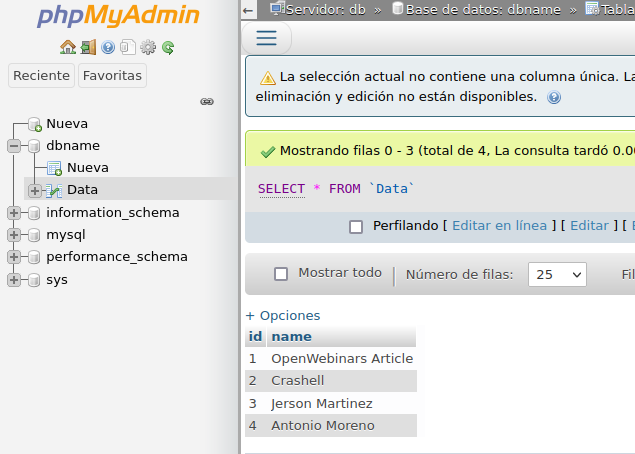 phpMyAdmin
Reciente Favoritas
Nueva
dbname
Nueva
Data
information_schema
mysql
performance_schema
sys
← Servidor: db » Base de datos: dbname » Tabla
La selección actual no contiene una columna única. La
eliminación y edición no están disponibles.
Mostrando filas 0 - 3 (total de 4, La consulta tardó 0.00
SELECT * FROM `Data`
Perfilando [ Editar en línea ] [ Editar ] [ E
Mostrar todo | Número de filas: 25 Fil
+ Opciones
id name
1 OpenWebinars Article
2 Crashell
3 Jerson Martinez
4 Antonio Moreno